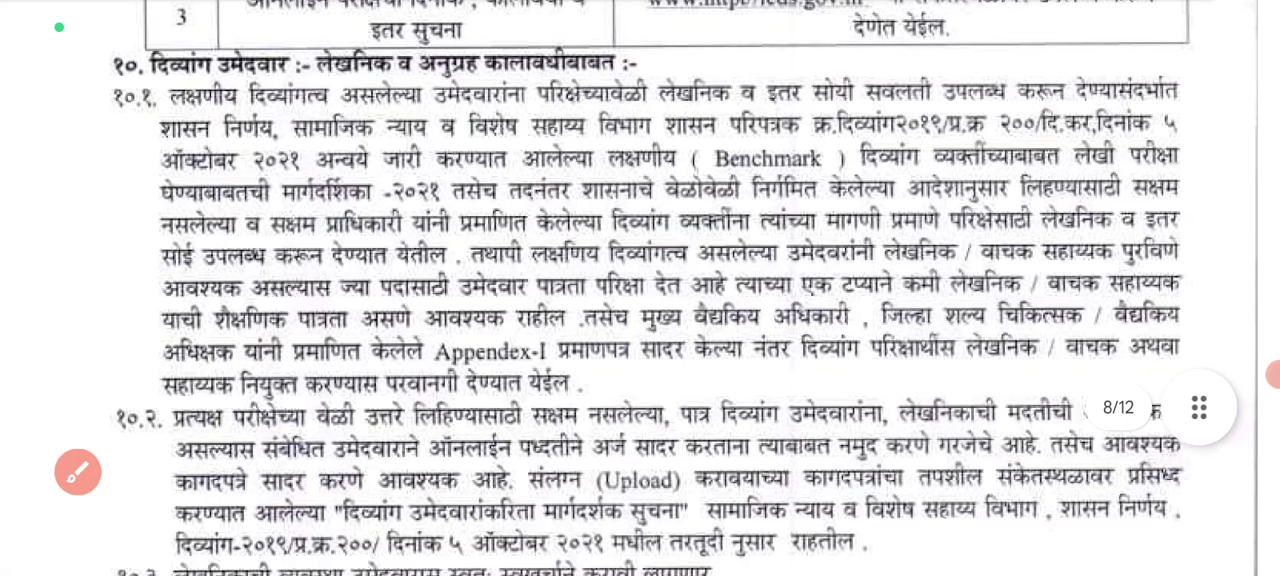 3
इतर सुचना
देणेत येईल.
१०. दिव्यांग उमेदवार :- लेखनिक व अनुग्रह कालावधीबाबत :-
१०.१. लक्षणीय दिव्यांगत्व असलेल्या उमेदवारांना परिक्षेच्यावेळी लेखनिक व इतर सोयी सवलती उपलब्ध करून देण्यासंदर्भात
शासन निर्णय, सामाजिक न्याय व विशेष सहाय्य विभाग शासन परिपत्रक क्र.दिव्यांग२०१९/प्र.क्र २००/दि.कर,दिनांक ५
ऑक्टोबर २०२१ अन्वये जारी करण्यात आलेल्या लक्षणीय ( Benchmark ) दिव्यांग व्यक्तींच्याबाबत लेखी परीक्षा
घेण्याबाबतची मार्गदर्शिका -२०२१ तसेच तदनंतर शासनाचे वेळोवेळी निर्गमित केलेल्या आदेशानुसार लिहण्यासाठी सक्षम
नसलेल्या व सक्षम प्राधिकारी यांनी प्रमाणित केलेल्या दिव्यांग व्यक्तींना त्यांच्या मागणी प्रमाणे परिक्षेसाठी लेखनिक व इतर
सोई उपलब्ध करून देण्यात येतील . तथापी लक्षणिय दिव्यांगत्व असलेल्या उमेदवरांनी लेखनिक / वाचक सहाय्यक पुरविणे
आवश्यक असल्यास ज्या पदासाठी उमेदवार पात्रता परिक्षा देत आहे त्याच्या एक टप्याने कमी लेखनिक / वाचक सहाय्यक
याची शैक्षणिक पात्रता असणे आवश्यक राहील .तसेच मुख्य वैद्यकिय अधिकारी , जिल्हा शल्य चिकित्सक / वैद्यकिय
अधिक्षक यांनी प्रमाणित केलेले Appendex-I प्रमाणपत्र सादर केल्या नंतर दिव्यांग परिक्षार्थीस लेखनिक / वाचक अथवा
सहाय्यक नियुक्त करण्यास परवानगी देण्यात येईल .
१०.२. प्रत्यक्ष परीक्षेच्या वेळी उत्तरे लिहिण्यासाठी सक्षम नसलेल्या, पात्र दिव्यांग उमेदवारांना, लेखनिकाची मदतीची
8/12
असल्यास संबंधित उमेदवाराने ऑनलाईन पध्दतीने अर्ज सादर करताना त्याबाबत नमुद करणे गरजेचे आहे. तसेच आवश्यक
कागदपत्रे सादर करणे आवश्यक आहे. संलग्न (Upload) करावयाच्या कागदपत्रांचा तपशील संकेतस्थळावर प्रसिध्द
करण्यात आलेल्या "दिव्यांग उमेदवारांकरिता मार्गदर्शक सुचना" सामाजिक न्याय व विशेष सहाय्य विभाग , शासन निर्णय .
दिव्यांग-२०१९/प्र.क्र.२००/ दिनांक ५ ऑक्टोबर २०२१ मधील तरतूदी नुसार राहतील .